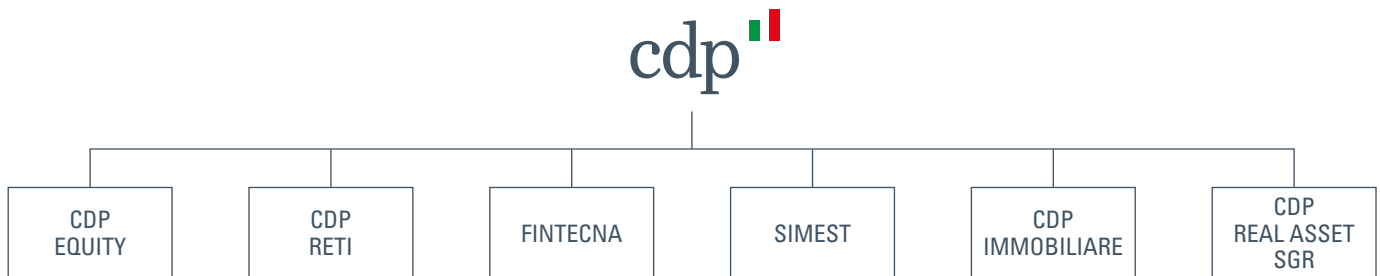 cdp
CDP
EQUITY
CDP
RETI
FINTECNA
SIMEST
CDP
IMMOBILIARE
CDP
REAL ASSET
SGR